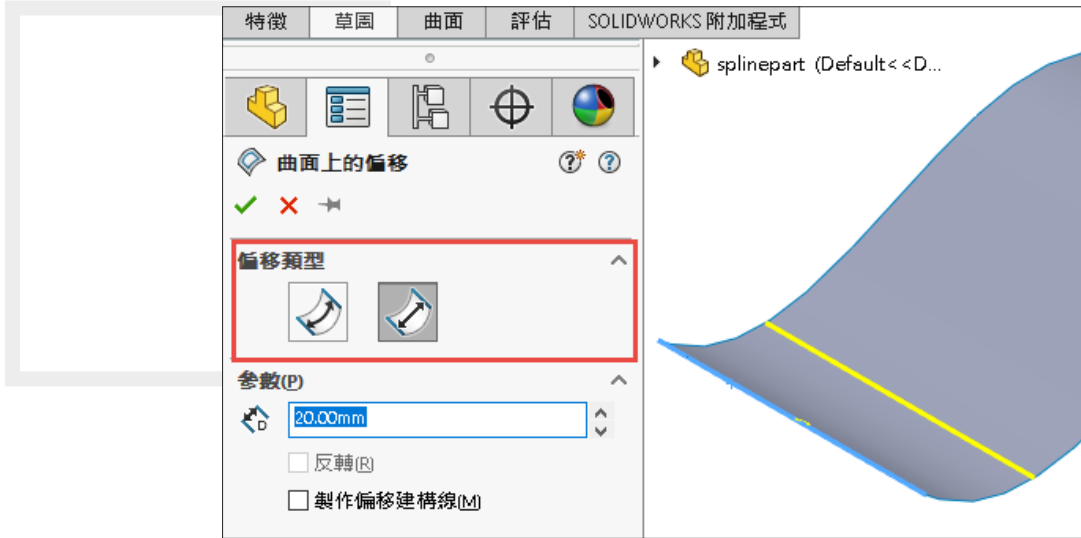 特徵 草圖 曲面 評估 SOLIDWORKS 附加程式
splinepart (Default<<D...
曲面上的偏移
偏移類型
參數(P)
D 20.00mm
反轉(R)
製作偏移建構線(M)